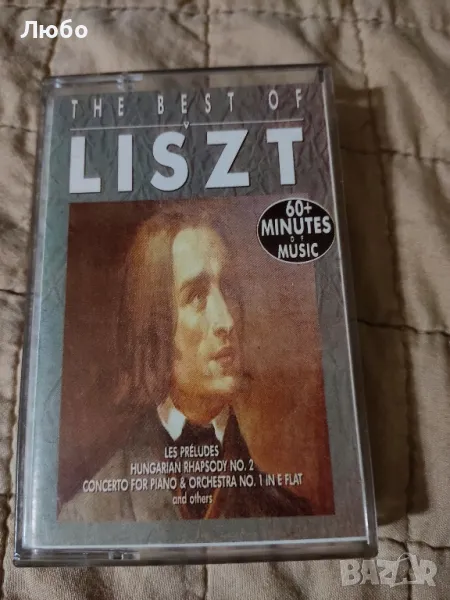 Любо
THE BEST OF
LISZT
60+
MINUTES
OF
MUSIC
LES PRÉLUDES
HUNGARIAN RHAPSODY NO. 2
CONCERTO FOR PIANO & ORCHESTRA NO. 1 IN E FLAT
and others
BAZAR